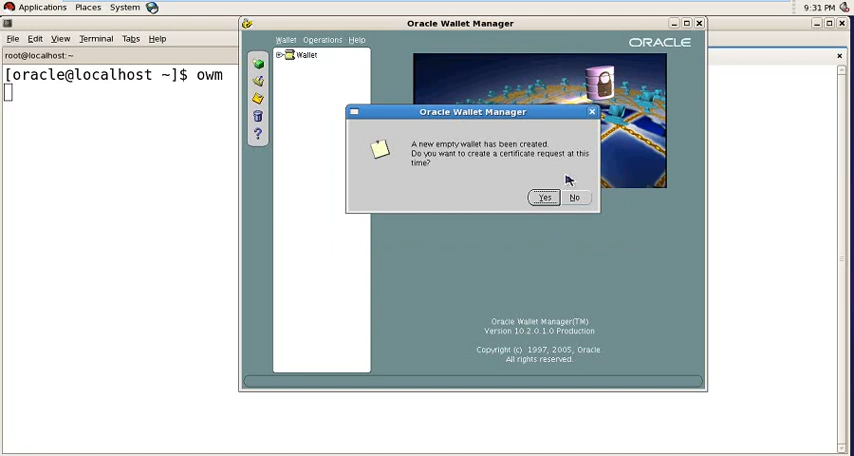 Applications Places System 9:31 PM
Oracle Wallet Manager
File Edit View Terminal Tabs Help
Wallet Operations Help
ORACLE
root@localhost:~
[oracle@localhost ~]$ owm
Wallet
Oracle Wallet Manager
A new empty wallet has been created.
Do you want to create a certificate request at this
time?
Yes No
Oracle Wallet Manager(TM)
Version 10.2.0.1.0 Production
Copyright (c) 1997, 2005, Oracle.
All rights reserved.